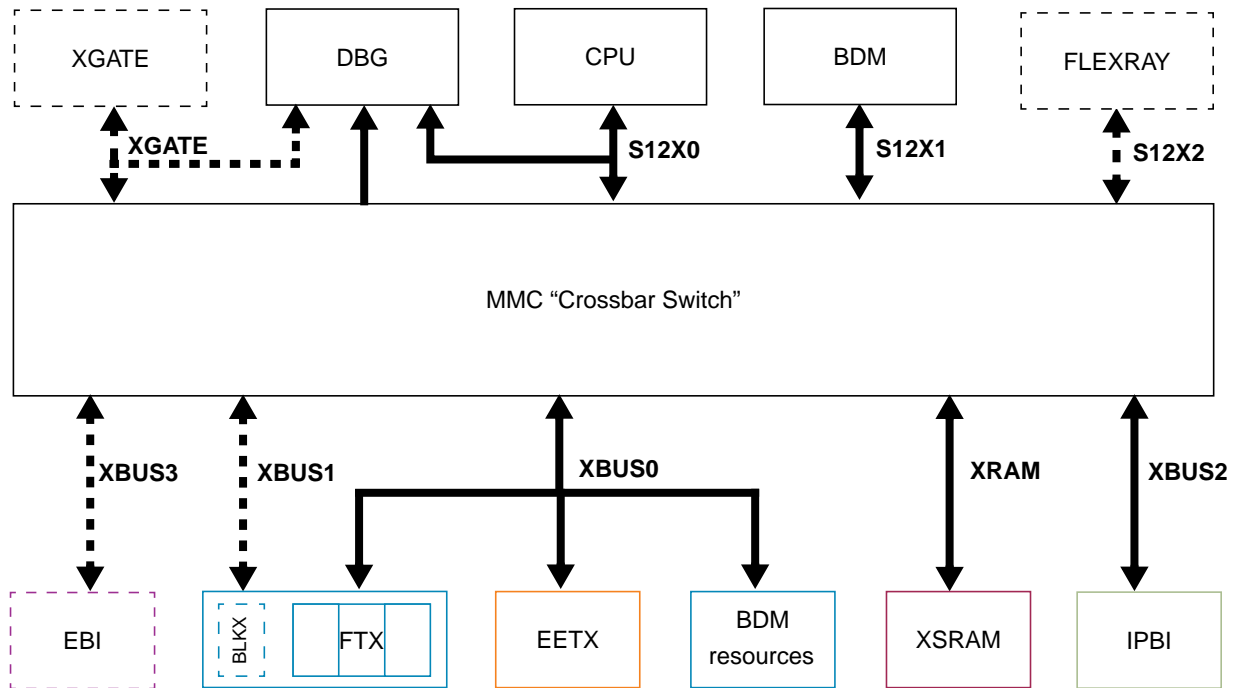 XGATE
DBG
CPU
BDM
FLEXRAY
XGATE
S12X0
S12X1
S12X2
MMC “Crossbar Switch”
XBUS3
XBUS1
XBUS0
XRAM
XBUS2
EBI
BLKX
FTX
EETX
BDM
resources
XSRAM
IPBI